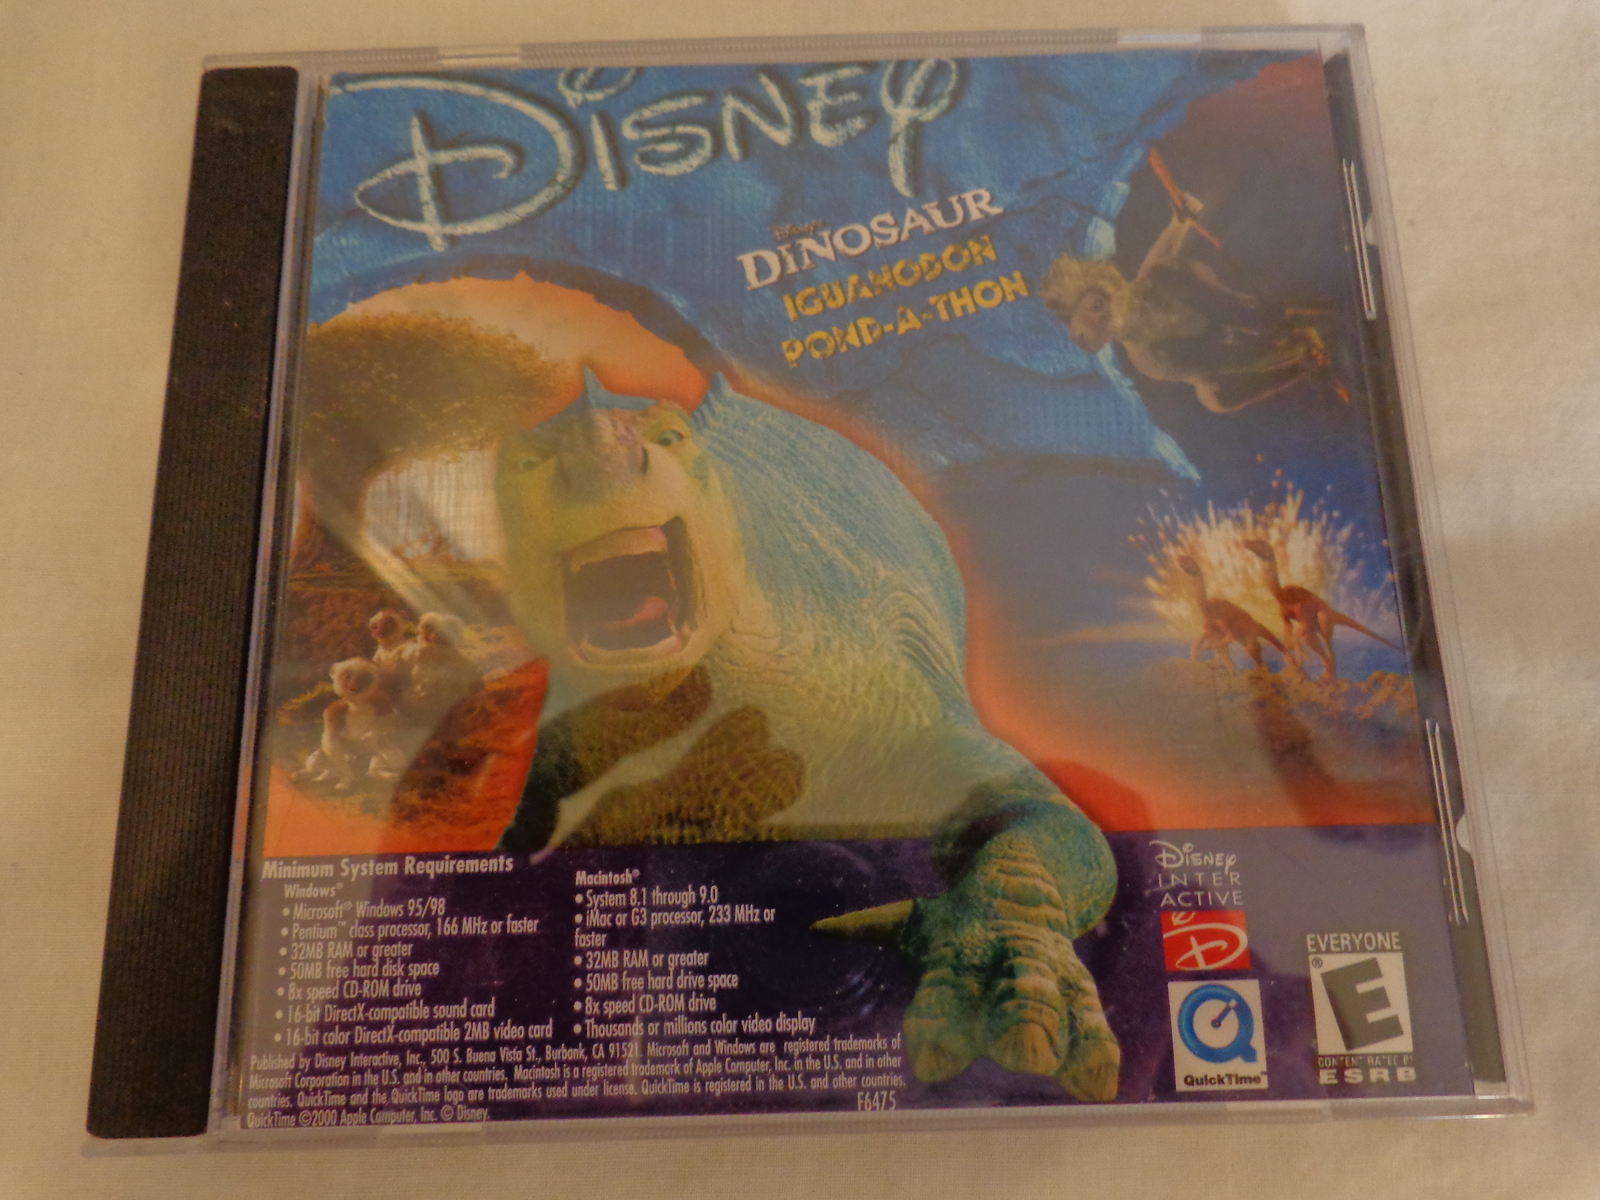 DISNEY
Disney's
DINOSAUR
IGUANODON
POND-A-THON
Minimum System Requirements
Windows®
• Microsoft® Windows 95/98
• Pentium™ class processor, 166 MHz or faster
• 32MB RAM or greater
• 50MB free hard disk space
• 8x speed CD-ROM drive
• 16-bit DirectX-compatible sound card
• 16-bit color DirectX-compatible 2MB video card
Macintosh®
• System 8.1 through 9.0
• iMac or G3 processor, 233 MHz or
faster
• 32MB RAM or greater
• 50MB free hard drive space
• 8x speed CD-ROM drive
• Thousands or millions color video display
Published by Disney Interactive, Inc., 500 S. Buena Vista St., Burbank, CA 91521. Microsoft and Windows are registered trademarks of
Microsoft Corporation in the U.S. and in other countries. Macintosh is a registered trademark of Apple Computer, Inc. in the U.S. and in other
countries. QuickTime and the QuickTime logo are trademarks used under license. QuickTime is registered in the U.S. and other countries.
QuickTime ©2000 Apple Computer, Inc. © Disney.
F6475
DISNEY
INTER
ACTIVE
D
QuickTime™
EVERYONE
E®
CONTENT RATED BY
ESRB